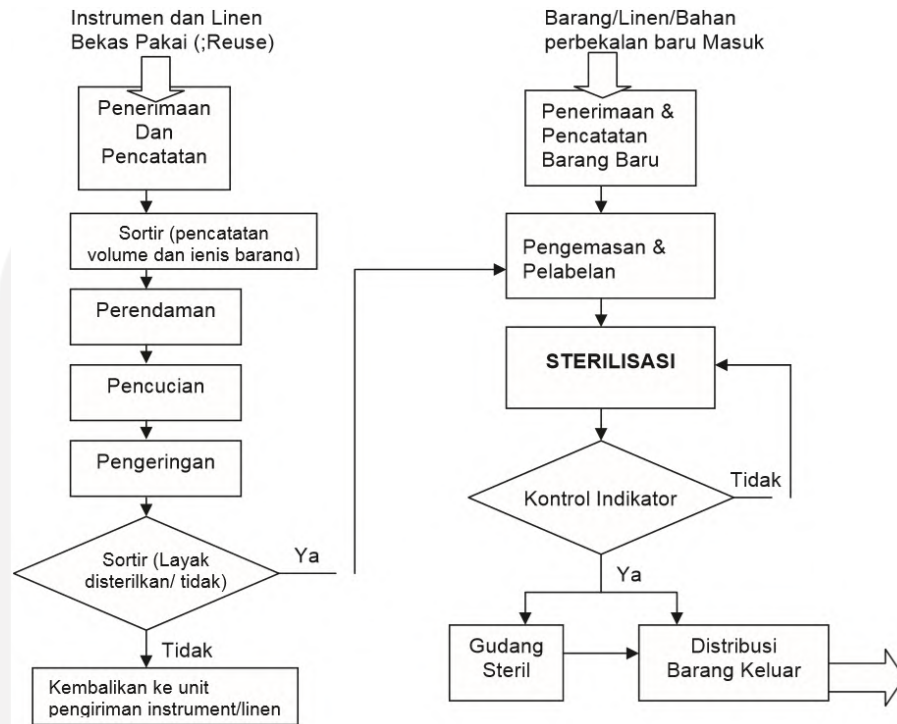 Instrumen dan Linen
Bekas Pakai (;Reuse)
Penerimaan
Dan
Pencatatan
Sortir (pencatatan
volume dan jenis barang)
Perendaman
Pencucian
Pengeringan
Sortir (Layak
disterilkan/ tidak)
Ya
Tidak
Kembalikan ke unit
pengiriman instrument/linen
Barang/Linen/Bahan
perbekalan baru Masuk
Penerimaan &
Pencatatan
Barang Baru
Pengemasan &
Pelabelan
STERILISASI
Kontrol Indikator
Tidak
Ya
Gudang
Steril
Distribusi
Barang Keluar